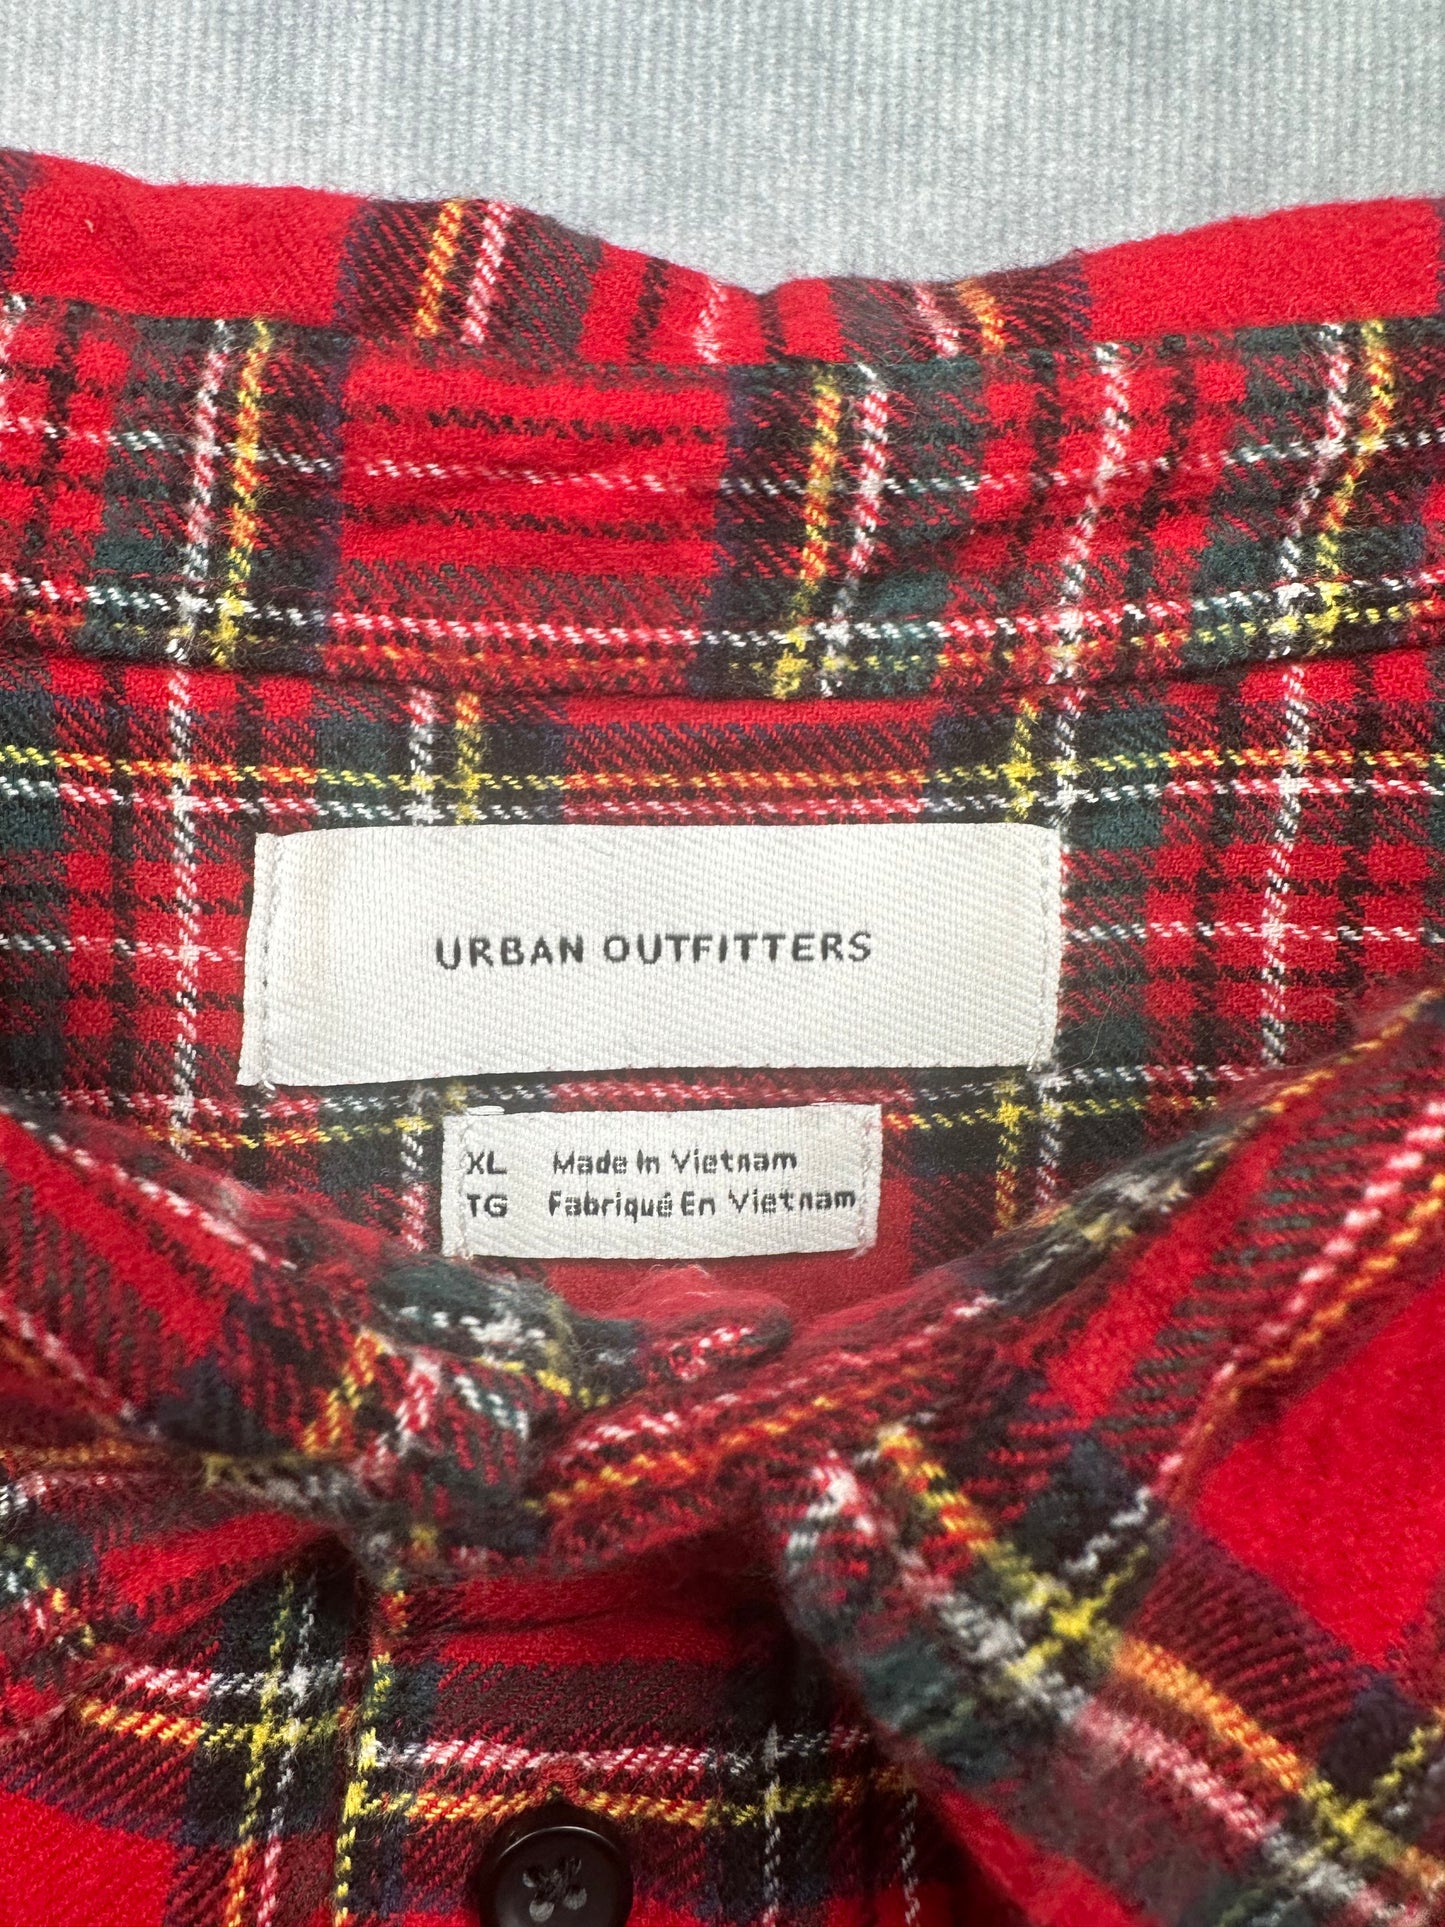 URBAN OUTFITTERS
XL Made In Vietnam
TG Fabriqué En Vietnam